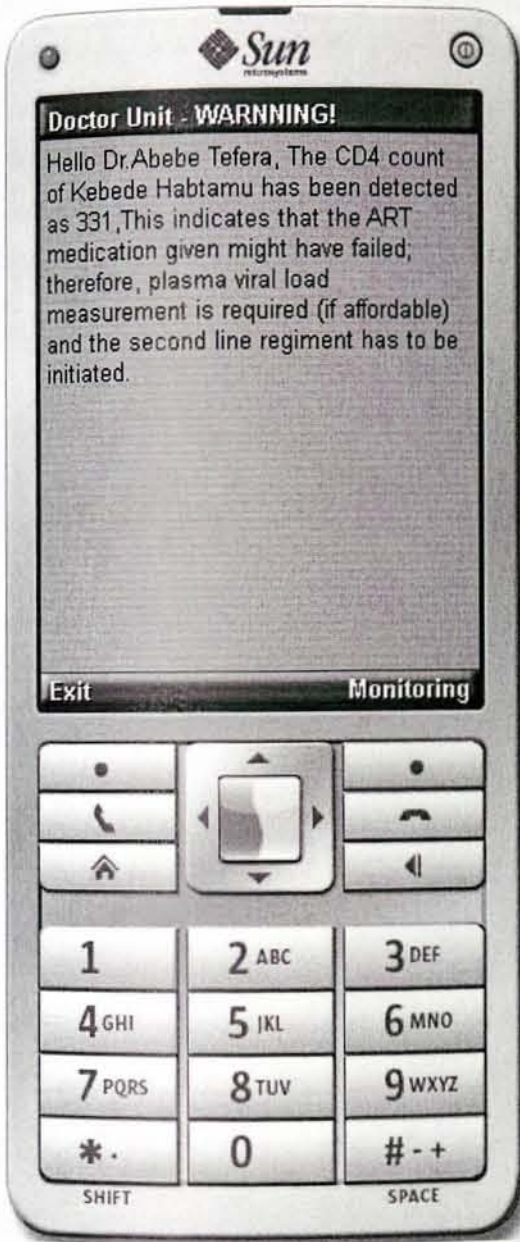 Sun
microsystems
Doctor Unit - WARNNING!
Hello Dr.Abebe Tefera, The CD4 count
of Kebede Habtamu has been detected
as 331,This indicates that the ART
medication given might have failed;
therefore, plasma viral load
measurement is required (if affordable)
and the second line regiment has to be
initiated.
Exit Monitoring
1 2 ABC 3 DEF
4 GHI 5 JKL 6 MNO
7 PQRS 8 TUV 9 WXYZ
* . 0 # - +
SHIFT SPACE